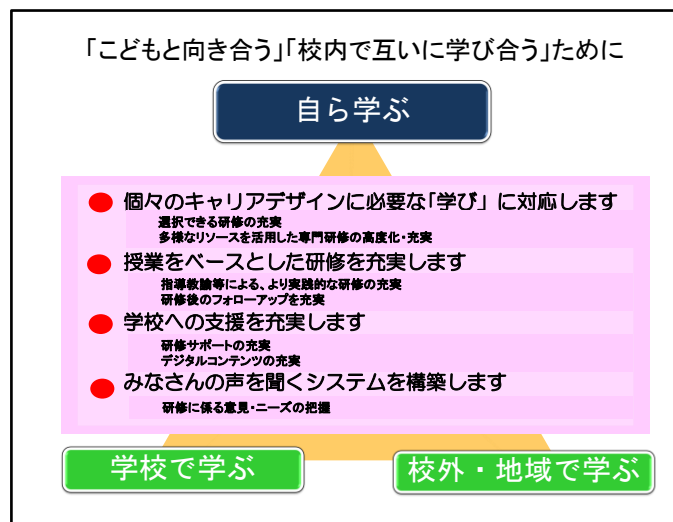 「こどもと向き合う」「校内で互いに学び合う」ために
自ら学ぶ
個々のキャリアデザインに必要な「学び」に対応します
選択できる研修の充実
多様なリソースを活用した専門研修の高度化・充実
授業をベースとした研修を充実します
指導教諭等による、より実践的な研修の充実
研修後のフォローアップを充実
学校への支援を充実します
研修サポートの充実
デジタルコンテンツの充実
みなさんの声を聞くシステムを構築します
研修に係る意見・ニーズの把握
学校で学ぶ
校外・地域で学ぶ